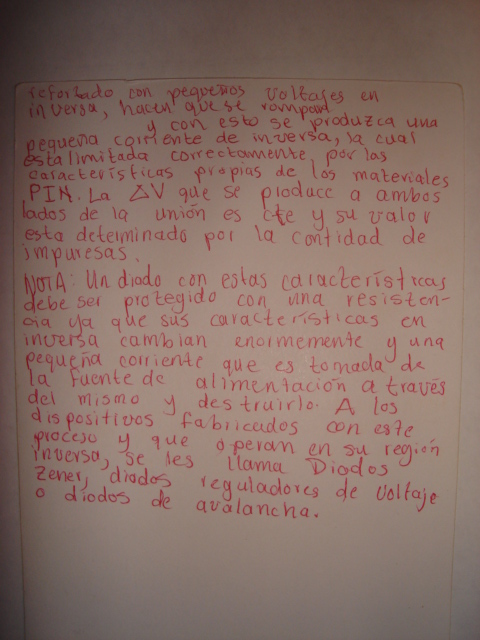 reforzado con pequeños voltajes en
inversa, hacen que se rompan
y con esto se produzca una
pequeña corriente de inversa, la cual
esta limitada correctamente por las
características propias de los materiales
PIN. La ΔV que se produce a ambos
lados de la unión es cte y su valor
esta determinado por la contidad de
impuresas.
NOTA: Un diodo con estas características
debe ser protegido con una resisten-
cia ya que sus características en
inversa cambian enormemente y una
pequeña corriente que es tomada de
la fuente de alimentación a través
del mismo y destruirlo. A los
dispositivos fabricados con este
proceso y que operan en su región
inversa, se les llama Diodos
Zener, diodos reguladores de voltaje
o diodos de avalancha.